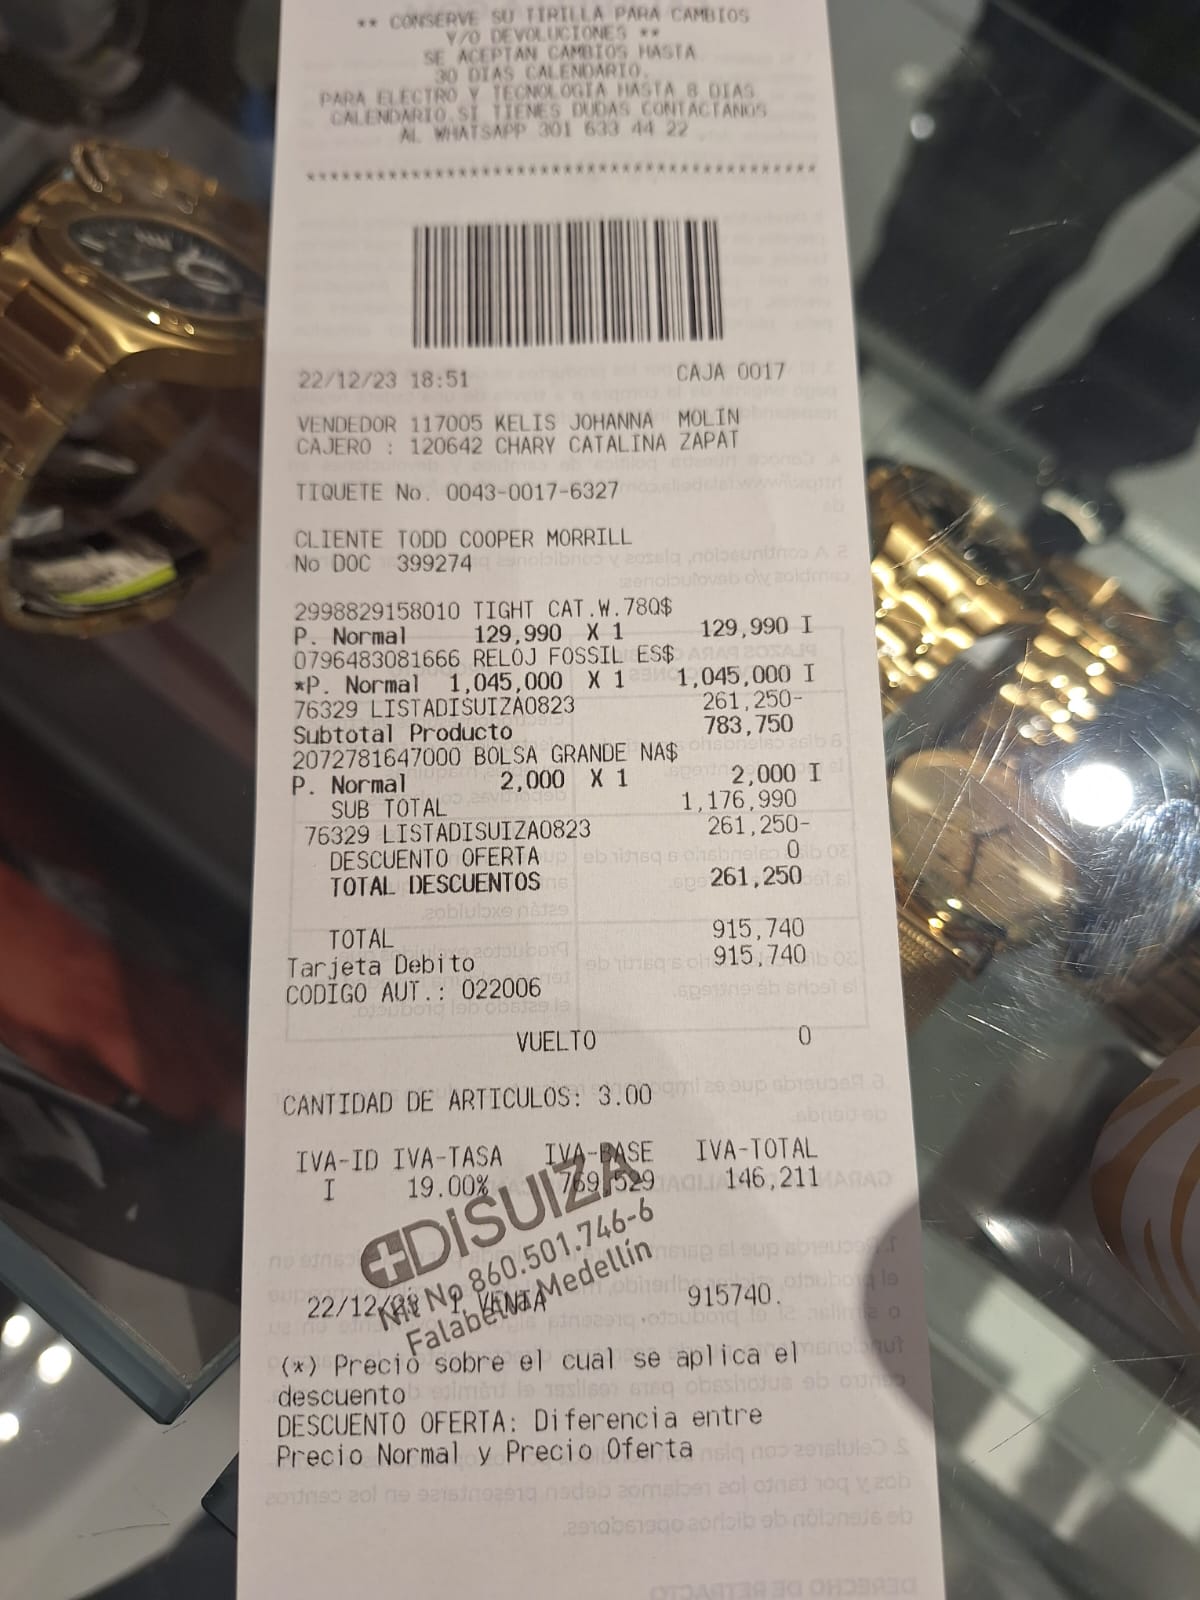 ** CONSERVE SU TIRILLA PARA CAMBIOS
Y/O DEVOLUCIONES **
SE ACEPTAN CAMBIOS HASTA
30 DIAS CALENDARIO.
PARA ELECTRO Y TECNOLOGIA HASTA 8 DIAS
CALENDARIO.SI TIENES DUDAS CONTACTANOS
AL WHATSAPP 301 633 44 22
22/12/23 18:51 CAJA 0017
VENDEDOR 117005 KELIS JOHANNA MOLIN
CAJERO : 120642 CHARY CATALINA ZAPAT
TIQUETE No. 0043-0017-6327
CLIENTE TODD COOPER MORRILL
No DOC 399274
2998829158010 TIGHT CAT.W.780$
P. Normal 129,990 X 1 129,990 I
0796483081666 RELOJ FOSSIL ES$
*P. Normal 1,045,000 X 1 1,045,000 I
76329 LISTADISUIZA0823 261,250-
Subtotal Producto 783,750
2072781647000 BOLSA GRANDE NA$
P. Normal 2,000 X 1 2,000 I
SUB TOTAL 1,176,990
76329 LISTADISUIZA0823 261,250-
DESCUENTO OFERTA 0
TOTAL DESCUENTOS 261,250
TOTAL 915,740
Tarjeta Debito 915,740
CODIGO AUT.: 022006
VUELTO 0
CANTIDAD DE ARTICULOS: 3.00
IVA-ID IVA-TASA IVA-BASE IVA-TOTAL
I 19.00% 769,529 146,211
DISUIZA
Nit No 860.501.746-6
Falabella Medellín
22/12/23 1. VENTA 915740.
(*) Precio sobre el cual se aplica el
descuento
DESCUENTO OFERTA: Diferencia entre
Precio Normal y Precio Oferta